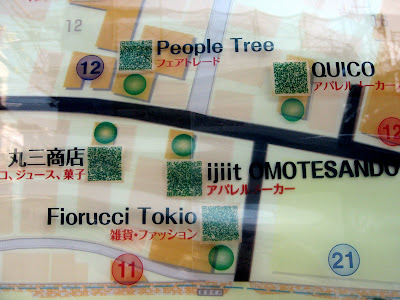 12
People Tree
フェアトレード
12
QUICO
アパレルメーカー
12
丸三商店
コ、ジュース、菓子
ijiit OMOTESANDO
アパレルメーカー
Fiorucci Tokio
雑貨・ファッション
11
21